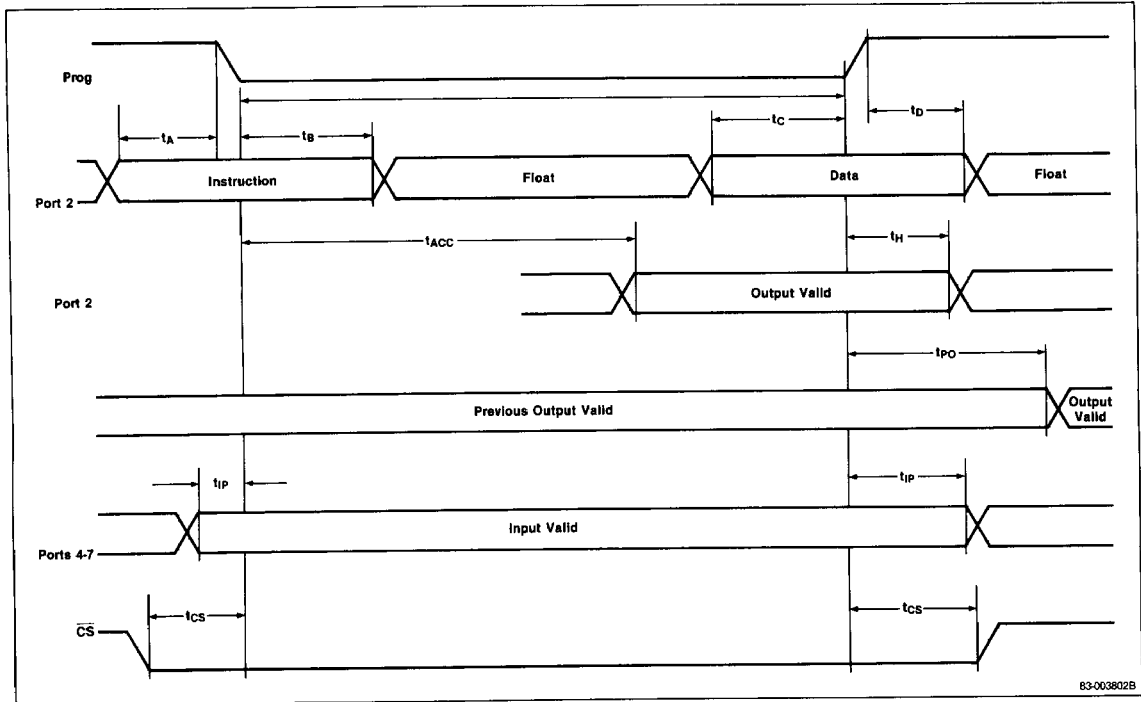 Prog
tA
tB
tC
tD
Port 2
Instruction
Float
Data
Float
tACC
tH
Port 2
Output Valid
tPO
Previous Output Valid
Output
Valid
tIP
tIP
Ports 4-7
Input Valid
tCS
tCS
CS
83-003802B